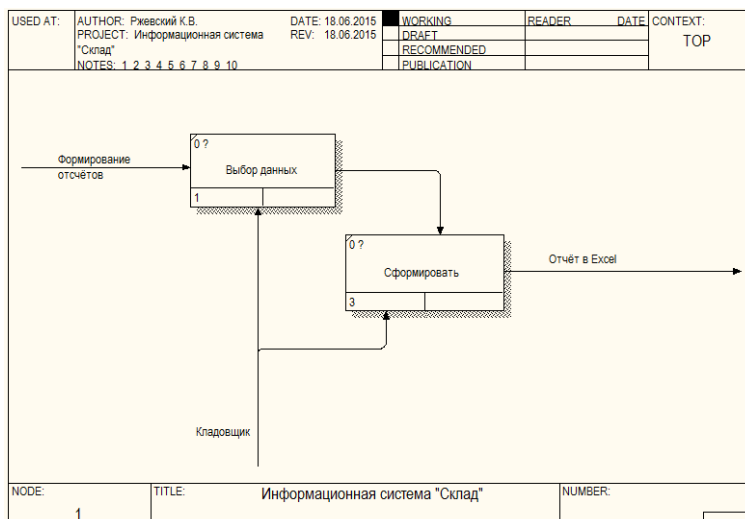 USED AT: AUTHOR: Ржевский К.В. DATE: 18.06.2015 WORKING READER DATE CONTEXT:
PROJECT: Информационная система REV: 18.06.2015 DRAFT TOP
"Склад" RECOMMENDED
NOTES: 1 2 3 4 5 6 7 8 9 10 PUBLICATION
0 ?
Формирование
отсчётов
Выбор данных
1
0 ?
Сформировать
3
Отчёт в Excel
Кладовщик
NODE: TITLE: Информационная система "Склад" NUMBER:
1